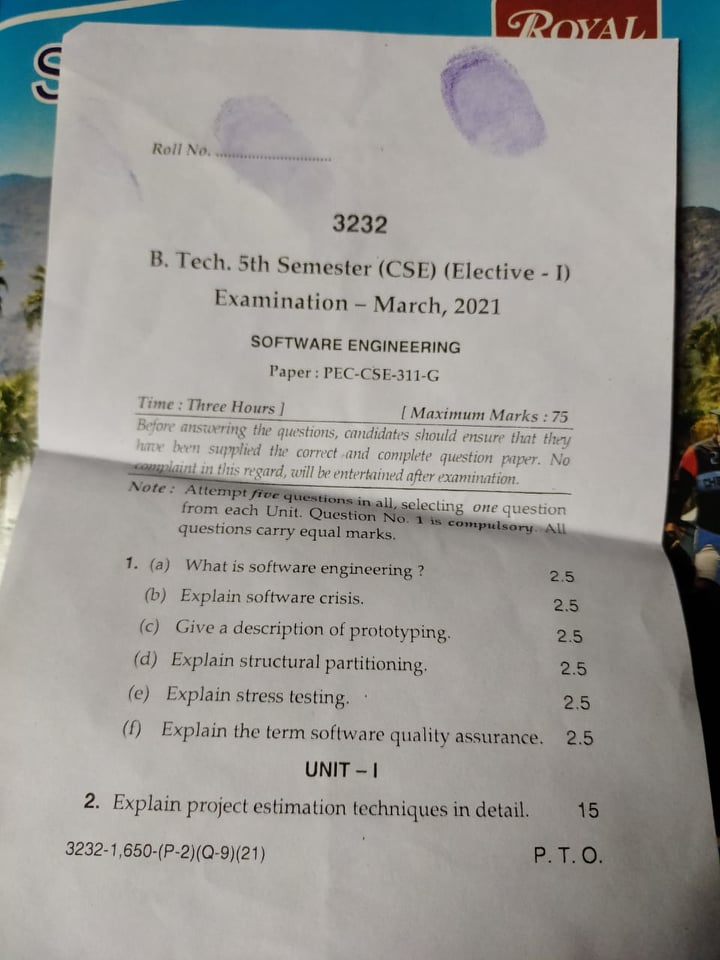 ROYAL
S
Roll No. ................................
3232
B. Tech. 5th Semester (CSE) (Elective - I)
Examination – March, 2021
SOFTWARE ENGINEERING
Paper : PEC-CSE-311-G
Time : Three Hours ] [ Maximum Marks : 75
Before answering the questions, candidates should ensure that they
have been supplied the correct and complete question paper. No
complaint in this regard, will be entertained after examination.
Note : Attempt five questions in all, selecting one question
from each Unit. Question No. 1 is compulsory. All
questions carry equal marks.
1. (a) What is software engineering ? 2.5
(b) Explain software crisis. 2.5
(c) Give a description of prototyping. 2.5
(d) Explain structural partitioning. 2.5
(e) Explain stress testing. 2.5
(f) Explain the term software quality assurance. 2.5
UNIT – I
2. Explain project estimation techniques in detail. 15
3232-1,650-(P-2)(Q-9)(21) P. T. O.